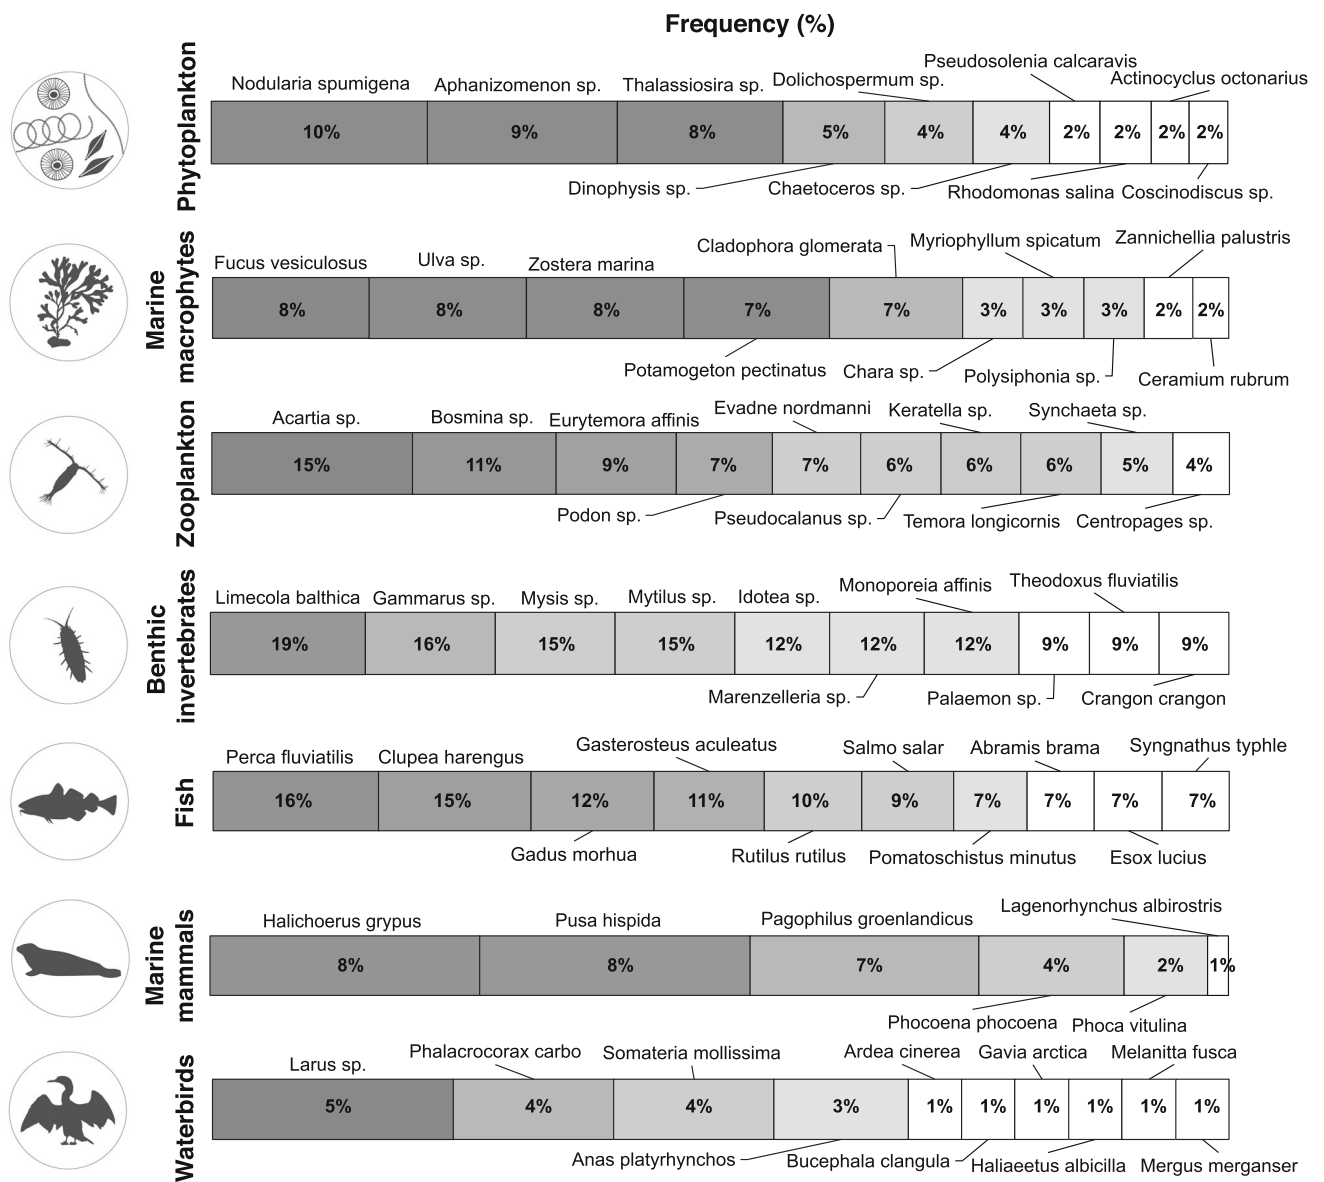 Frequency (%)
Phytoplankton
Pseudosolenia calcaravis
Nodularia spumigena Aphanizomenon sp. Thalassiosira sp. Dolichospermum sp. Actinocyclus octonarius
10% 9% 8% 5% 4% 4% 2% 2% 2% 2%
Dinophysis sp. Chaetoceros sp. Rhodomonas salina Coscinodiscus sp.
Marine
macrophytes
Cladophora glomerata Myriophyllum spicatum Zannichellia palustris
Fucus vesiculosus Ulva sp. Zostera marina
8% 8% 8% 7% 7% 3% 3% 3% 2% 2%
Potamogeton pectinatus Chara sp. Polysiphonia sp. Ceramium rubrum
Zooplankton
Evadne nordmanni Keratella sp. Synchaeta sp.
Acartia sp. Bosmina sp. Eurytemora affinis
15% 11% 9% 7% 7% 6% 6% 6% 5% 4%
Podon sp. Pseudocalanus sp. Temora longicornis Centropages sp.
Benthic
invertebrates
Monoporeia affinis Theodoxus fluviatilis
Limecola balthica Gammarus sp. Mysis sp. Mytilus sp. Idotea sp.
19% 16% 15% 15% 12% 12% 12% 9% 9% 9%
Marenzelleria sp. Palaemon sp. Crangon crangon
Fish
Gasterosteus aculeatus Salmo salar Abramis brama Syngnathus typhle
Perca fluviatilis Clupea harengus
16% 15% 12% 11% 10% 9% 7% 7% 7% 7%
Gadus morhua Rutilus rutilus Pomatoschistus minutus Esox lucius
Marine
mammals
Lagenorhynchus albirostris
Halichoerus grypus Pusa hispida Pagophilus groenlandicus
8% 8% 7% 4% 2% 1%
Phocoena phocoena Phoca vitulina
Waterbirds
Phalacrocorax carbo Somateria mollissima Ardea cinerea Gavia arctica Melanitta fusca
Larus sp.
5% 4% 4% 3% 1% 1% 1% 1% 1% 1%
Anas platyrhynchos Bucephala clangula Haliaeetus albicilla Mergus merganser